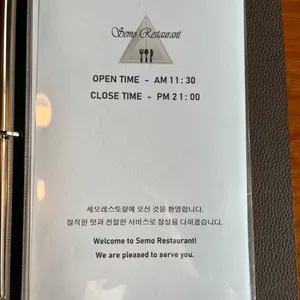 Semo Restaurant
OPEN TIME - AM 11 : 30
CLOSE TIME - PM 21 : 00
세모레스토랑에 오신 것을 환영합니다.
정직한 맛과 친절한 서비스로 정성을 다하겠습니다.
Welcome to Semo Restaurant!
We are pleased to serve you.